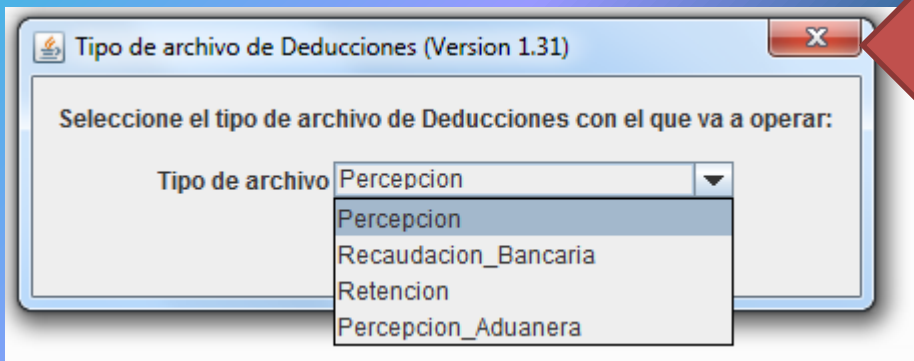 Tipo de archivo de Deducciones (Version 1.31)
Seleccione el tipo de archivo de Deducciones con el que va a operar:
Tipo de archivo Percepcion
Percepcion
Recaudacion_Bancaria
Retencion
Percepcion_Aduanera